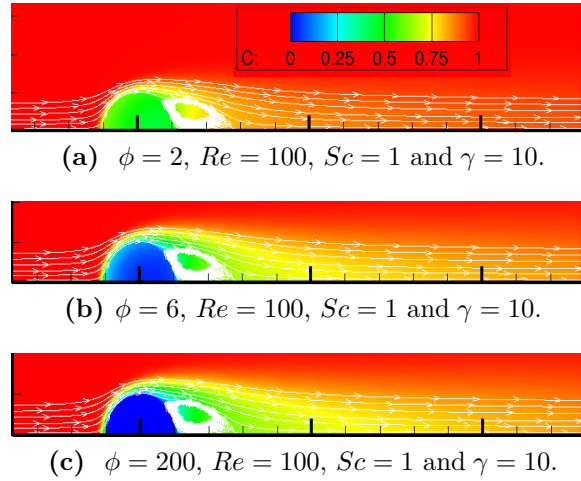 C: 0 0.25 0.5 0.75 1
(a) ϕ = 2, Re = 100, Sc = 1 and γ = 10.
(b) ϕ = 6, Re = 100, Sc = 1 and γ = 10.
(c) ϕ = 200, Re = 100, Sc = 1 and γ = 10.